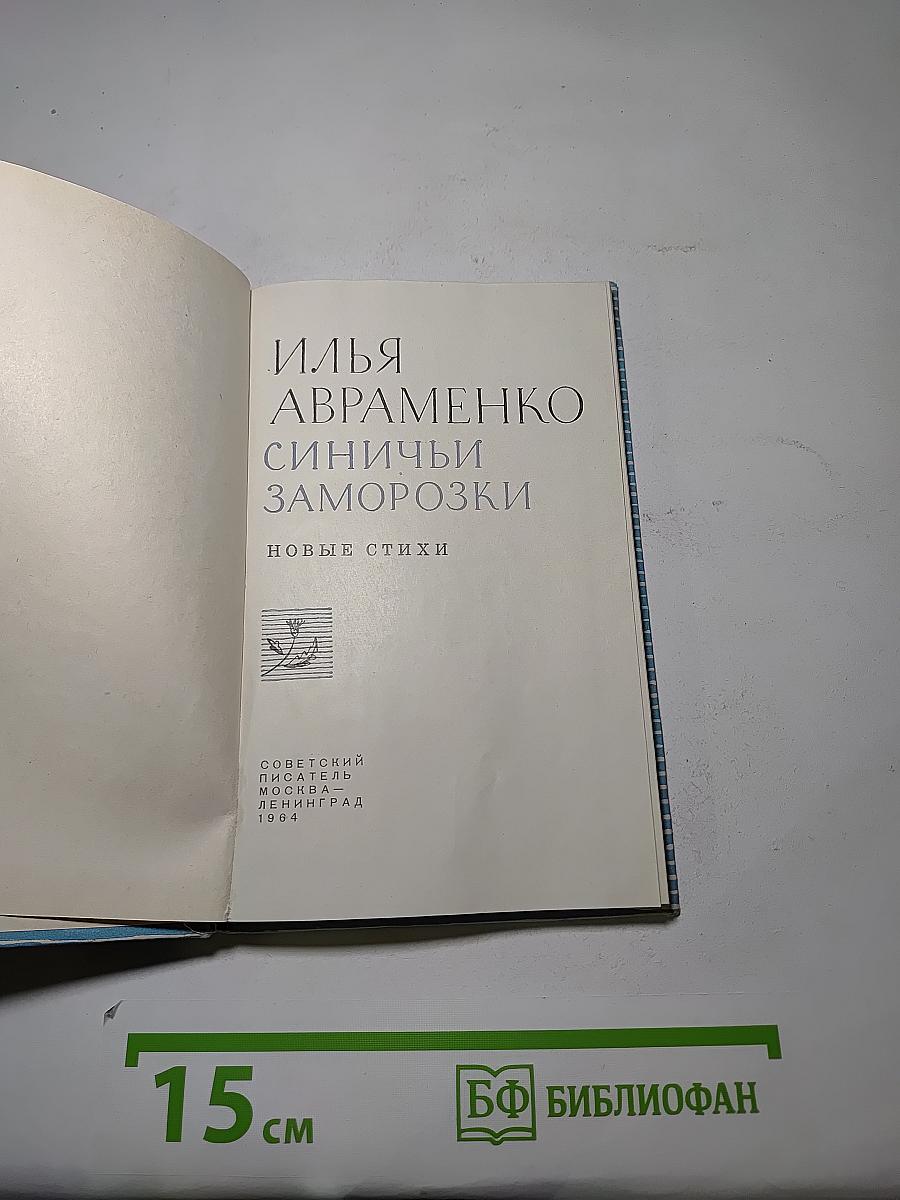 ИЛЬЯ
АВРАМЕНКО
СИНИЧЬИ
ЗАМОРОЗКИ
НОВЫЕ СТИХИ
СОВЕТСКИЙ
ПИСАТЕЛЬ
МОСКВА—
ЛЕНИНГРАД
1964
15 см
БФ БИБЛИОФАН